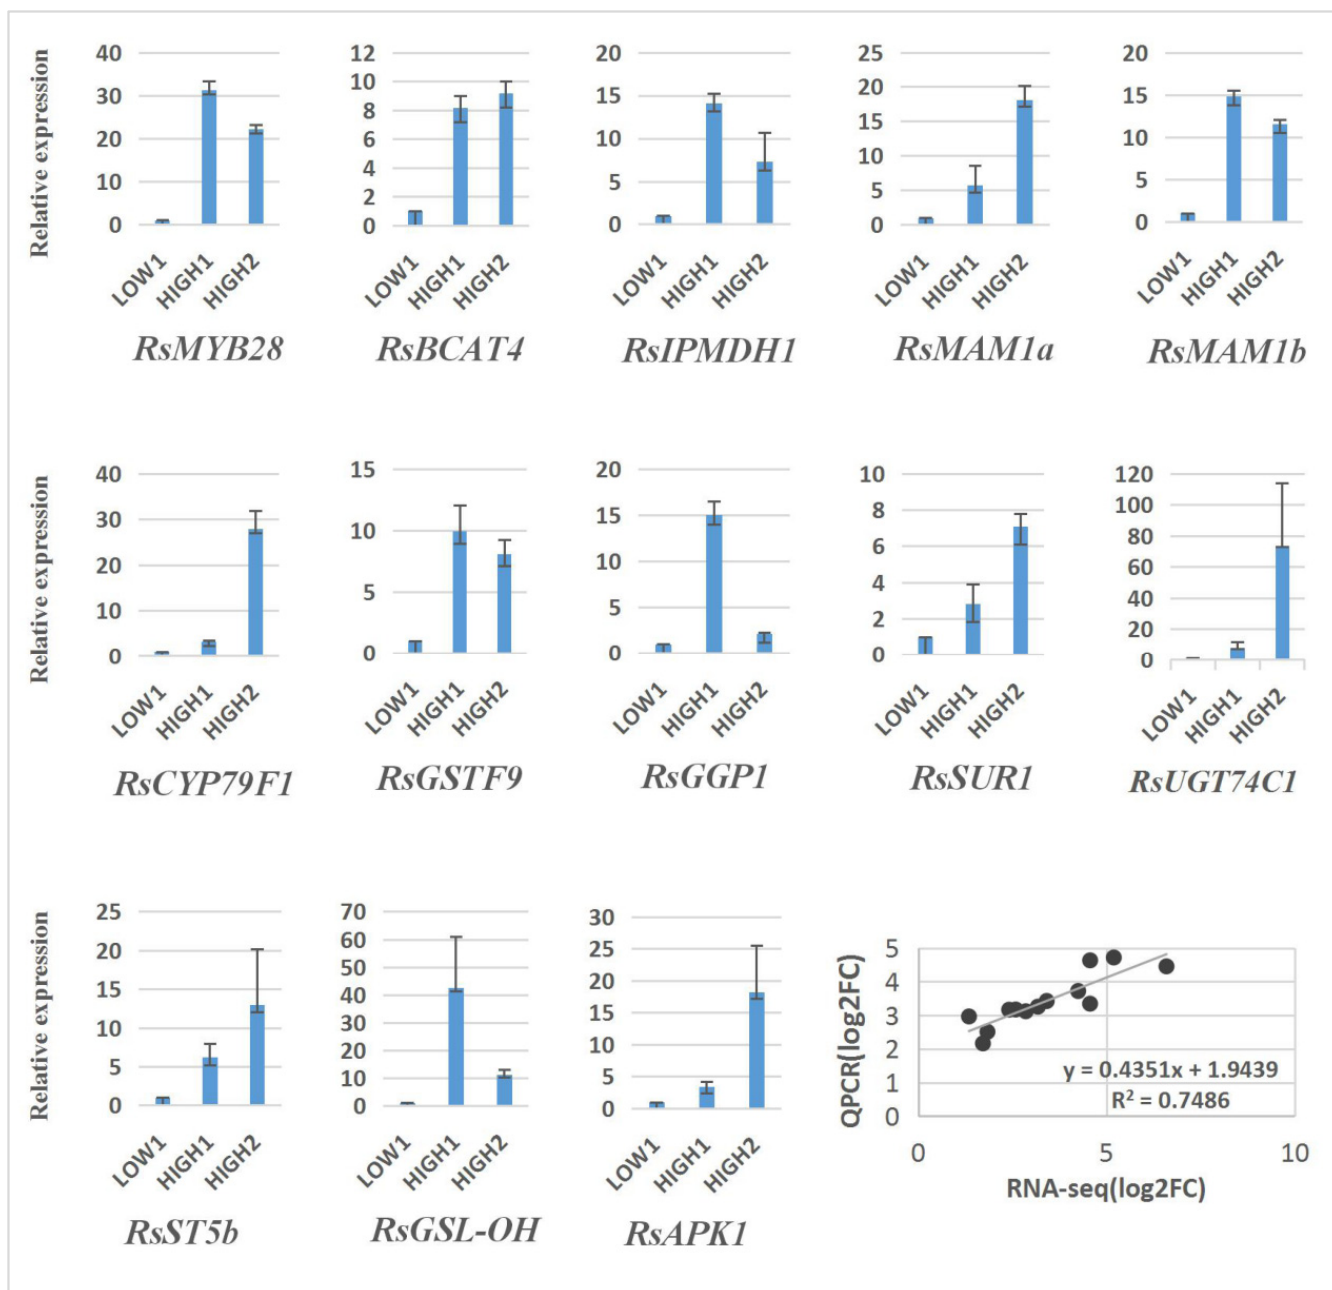 Relative expression
40
30
20
10
0
LOW1
HIGH1
HIGH2
RsMYB28
12
10
8
6
4
2
0
LOW1
HIGH1
HIGH2
RsBCAT4
20
15
10
5
0
LOW1
HIGH1
HIGH2
RsIPMDH1
25
20
15
10
5
0
LOW1
HIGH1
HIGH2
RsMAM1a
20
15
10
5
0
LOW1
HIGH1
HIGH2
RsMAM1b
Relative expression
40
30
20
10
0
LOW1
HIGH1
HIGH2
RsCYP79F1
15
10
5
0
LOW1
HIGH1
HIGH2
RsGSTF9
20
15
10
5
0
LOW1
HIGH1
HIGH2
RsGGP1
10
8
6
4
2
0
LOW1
HIGH1
HIGH2
RsSUR1
120
100
80
60
40
20
0
LOW1
HIGH1
HIGH2
RsUGT74C1
Relative expression
25
20
15
10
5
0
LOW1
HIGH1
HIGH2
RsST5b
70
60
50
40
30
20
10
0
LOW1
HIGH1
HIGH2
RsGSL-OH
30
25
20
15
10
5
0
LOW1
HIGH1
HIGH2
RsAPK1
QPCR(log2FC)
5
4
3
2
1
0
y = 0.4351x + 1.9439
R² = 0.7486
0 5 10
RNA-seq(log2FC)